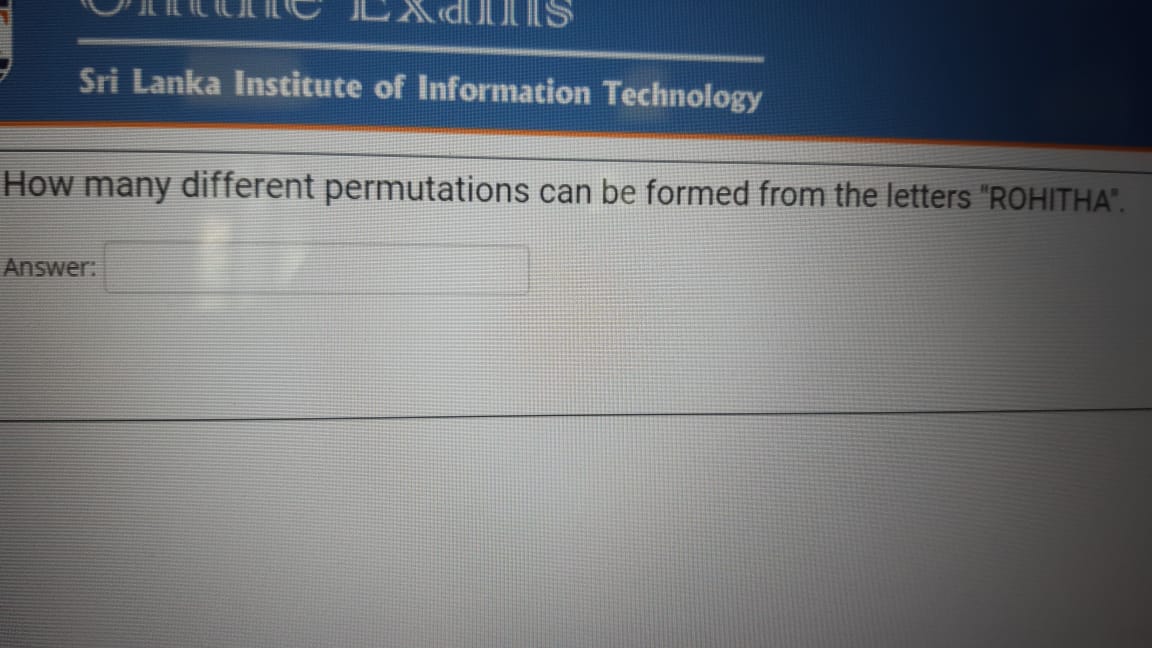 Online Exams
Sri Lanka Institute of Information Technology
How many different permutations can be formed from the letters "ROHITHA".
Answer: